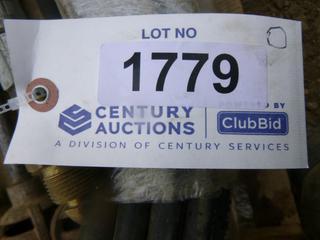 LOT NO
1779
CENTURY AUCTIONS
POWERED BY
ClubBid
A DIVISION OF CENTURY SERVICES